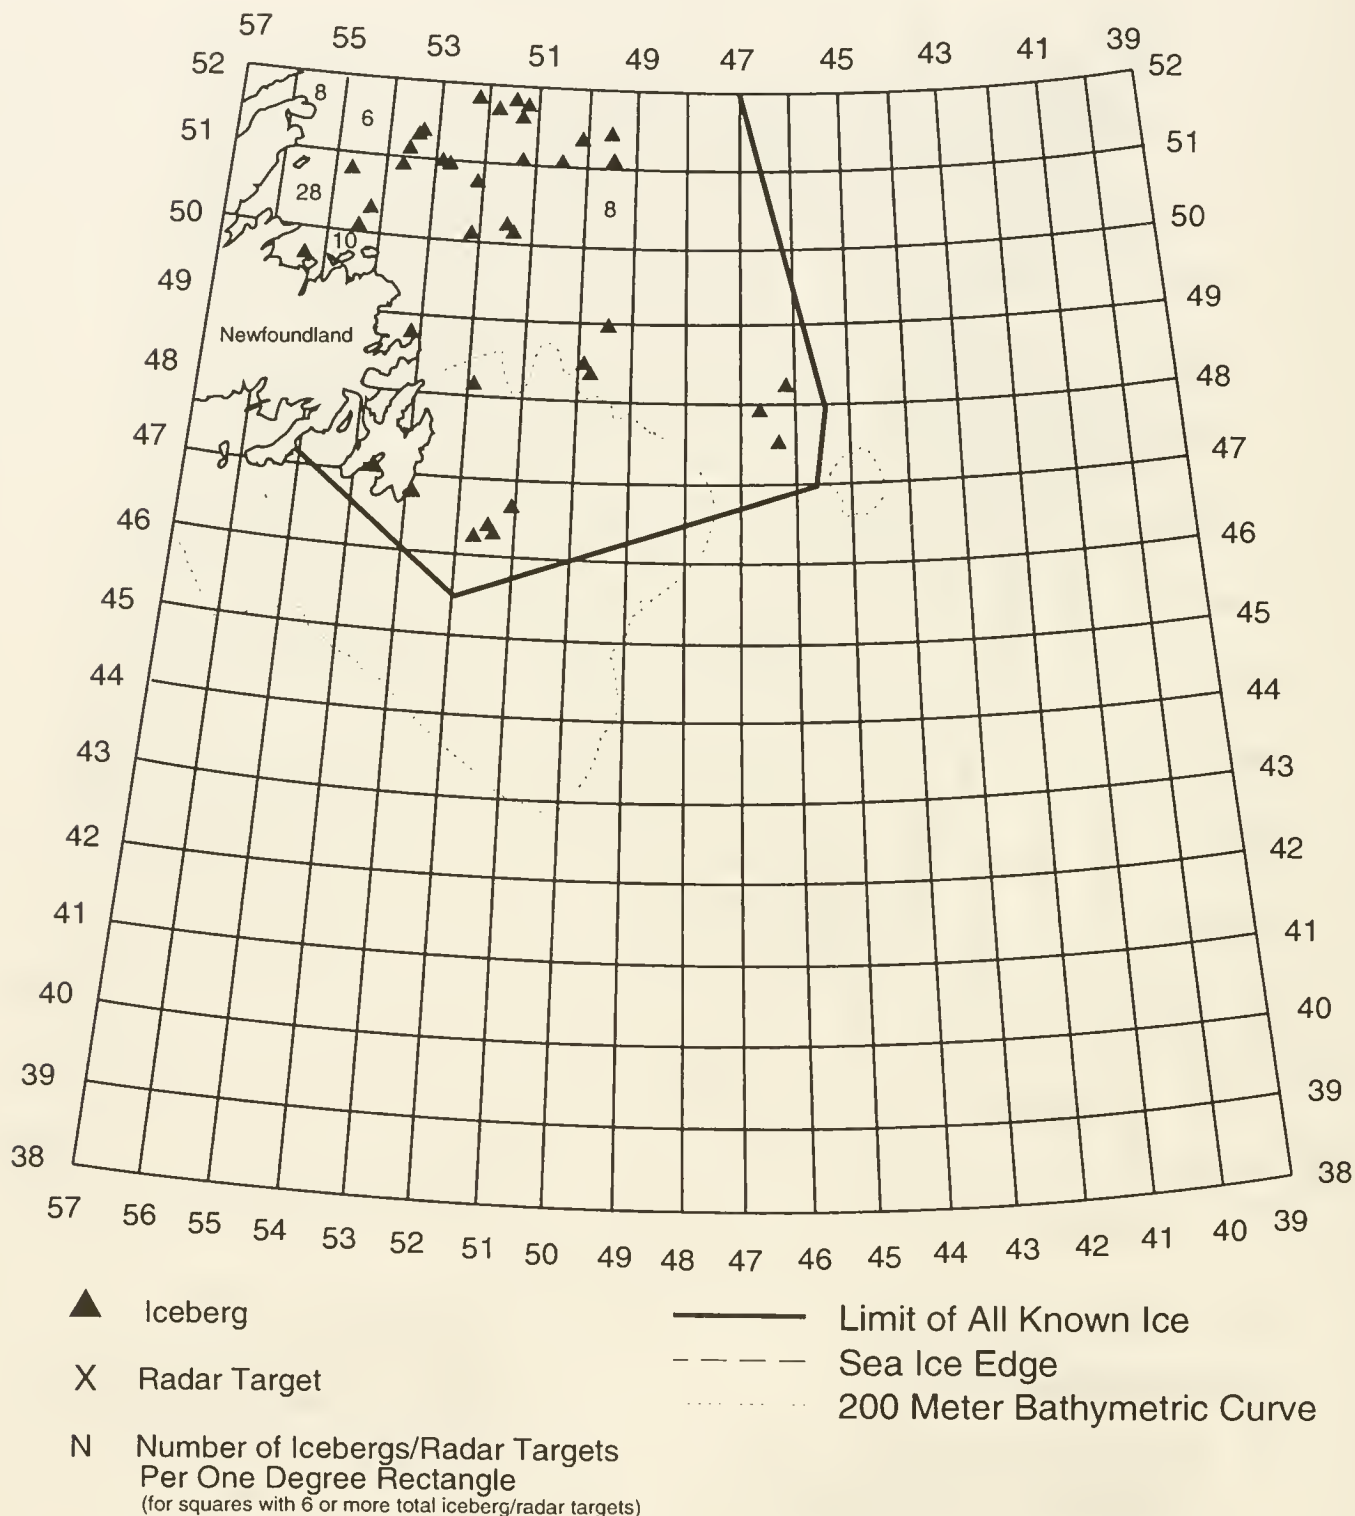 57 55 53 51 49 47 45 43 41 39
52 52
8
6
51 51
28
50 8 50
10
49 49
Newfoundland
48 48
47 47
46 46
45 45
44 44
43 43
42 42
41 41
40 40
39 39
38 38
57 56 55 54 53 52 51 50 49 48 47 46 45 44 43 42 41 40 39
Iceberg
X Radar Target
N Number of Icebergs/Radar Targets
Per One Degree Rectangle
(for squares with 6 or more total iceberg/radar targets)
Limit of All Known Ice
Sea Ice Edge
200 Meter Bathymetric Curve